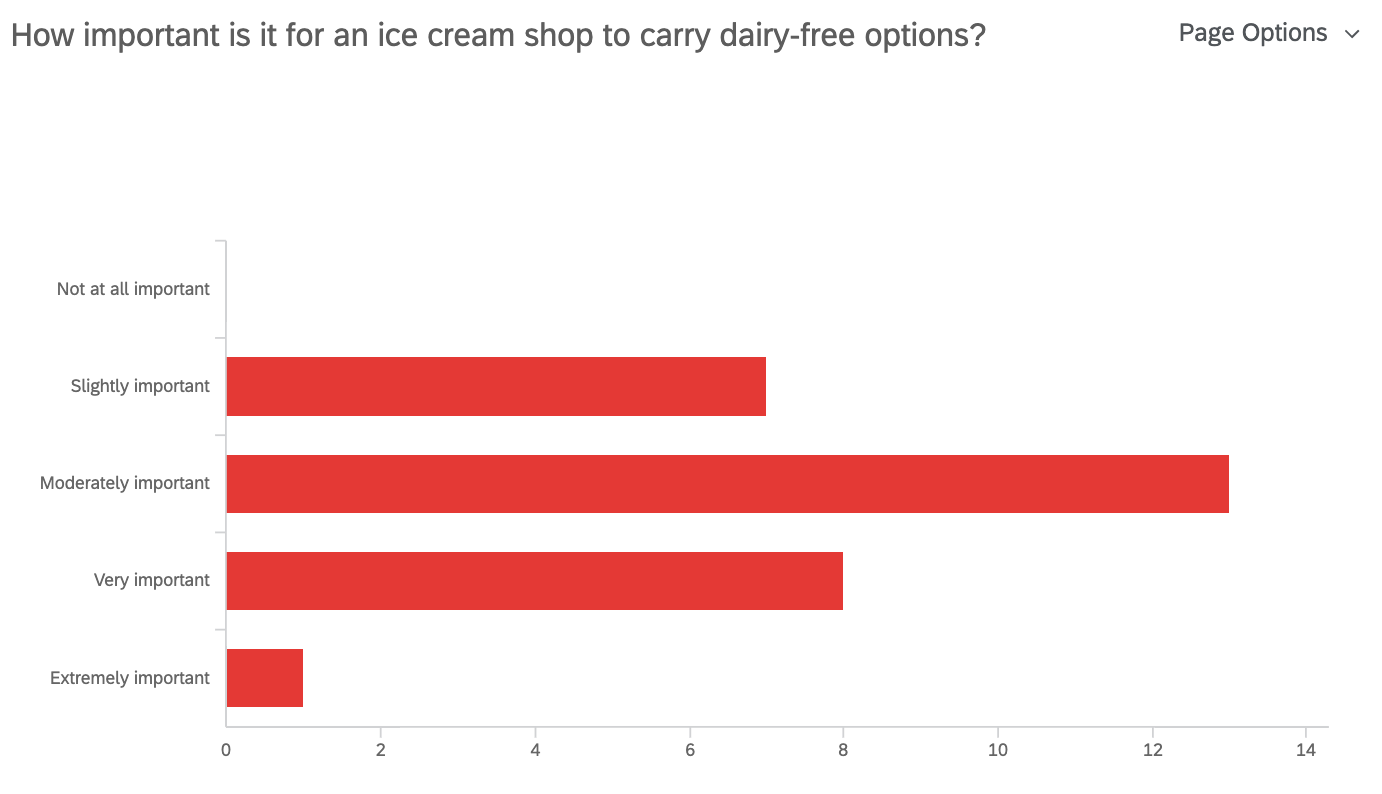 How important is it for an ice cream shop to carry dairy-free options?
Page Options
Not at all important
Slightly important
Moderately important
Very important
Extremely important
0 2 4 6 8 10 12 14